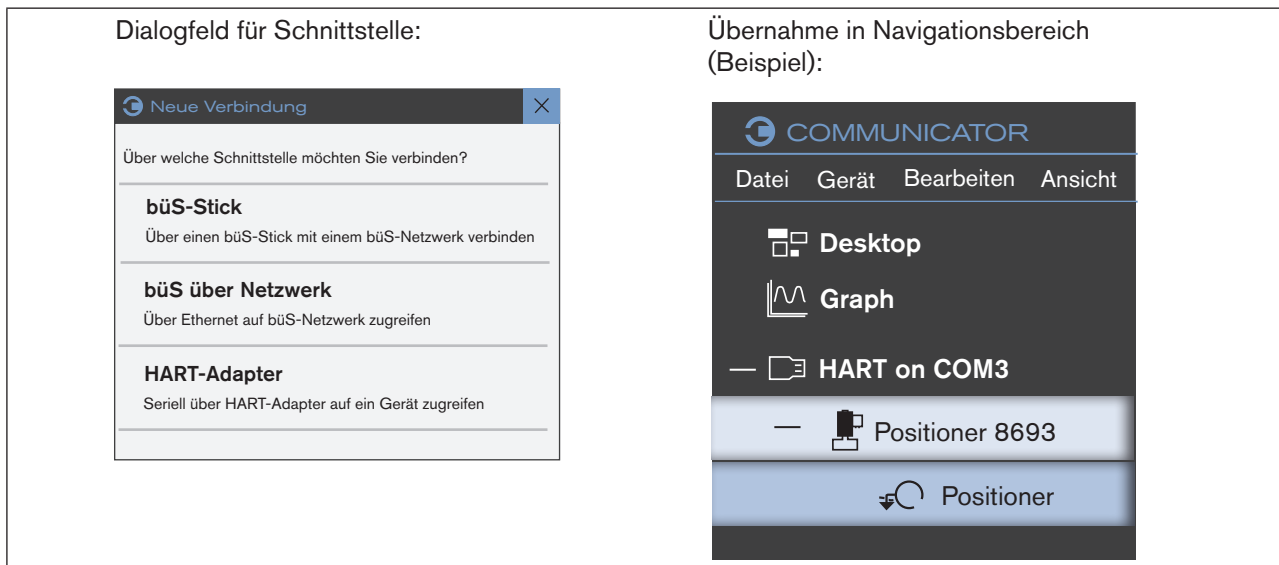 Dialogfeld für Schnittstelle:
Neue Verbindung
Über welche Schnittstelle möchten Sie verbinden?
büS-Stick
Über einen büS-Stick mit einem büS-Netzwerk verbinden
büS über Netzwerk
Über Ethernet auf büS-Netzwerk zugreifen
HART-Adapter
Seriell über HART-Adapter auf ein Gerät zugreifen
Übernahme in Navigationsbereich
(Beispiel):
COMMUNICATOR
Datei Gerät Bearbeiten Ansicht
Desktop
Graph
HART on COM3
Positioner 8693
Positioner